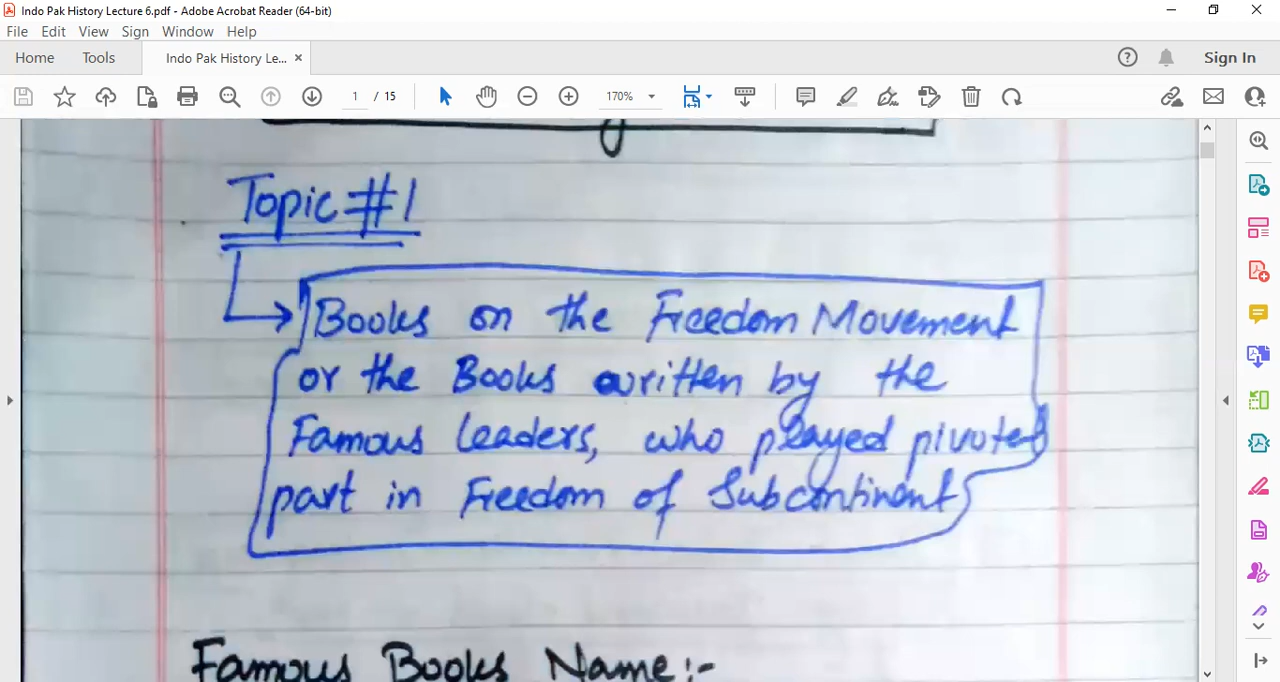 Indo Pak History Lecture 6.pdf - Adobe Acrobat Reader (64-bit)
File Edit View Sign Window Help
Home Tools Indo Pak History Le... × Sign In
1 / 15 170%
Topic #1
Books on the Freedom Movement
or the Books written by the
Famous leaders, who played pivotal
part in Freedom of Subcontinent
Famous Books Name:-